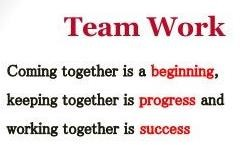 Team Work
Coming together is a beginning,
keeping together is progress and
working together is success